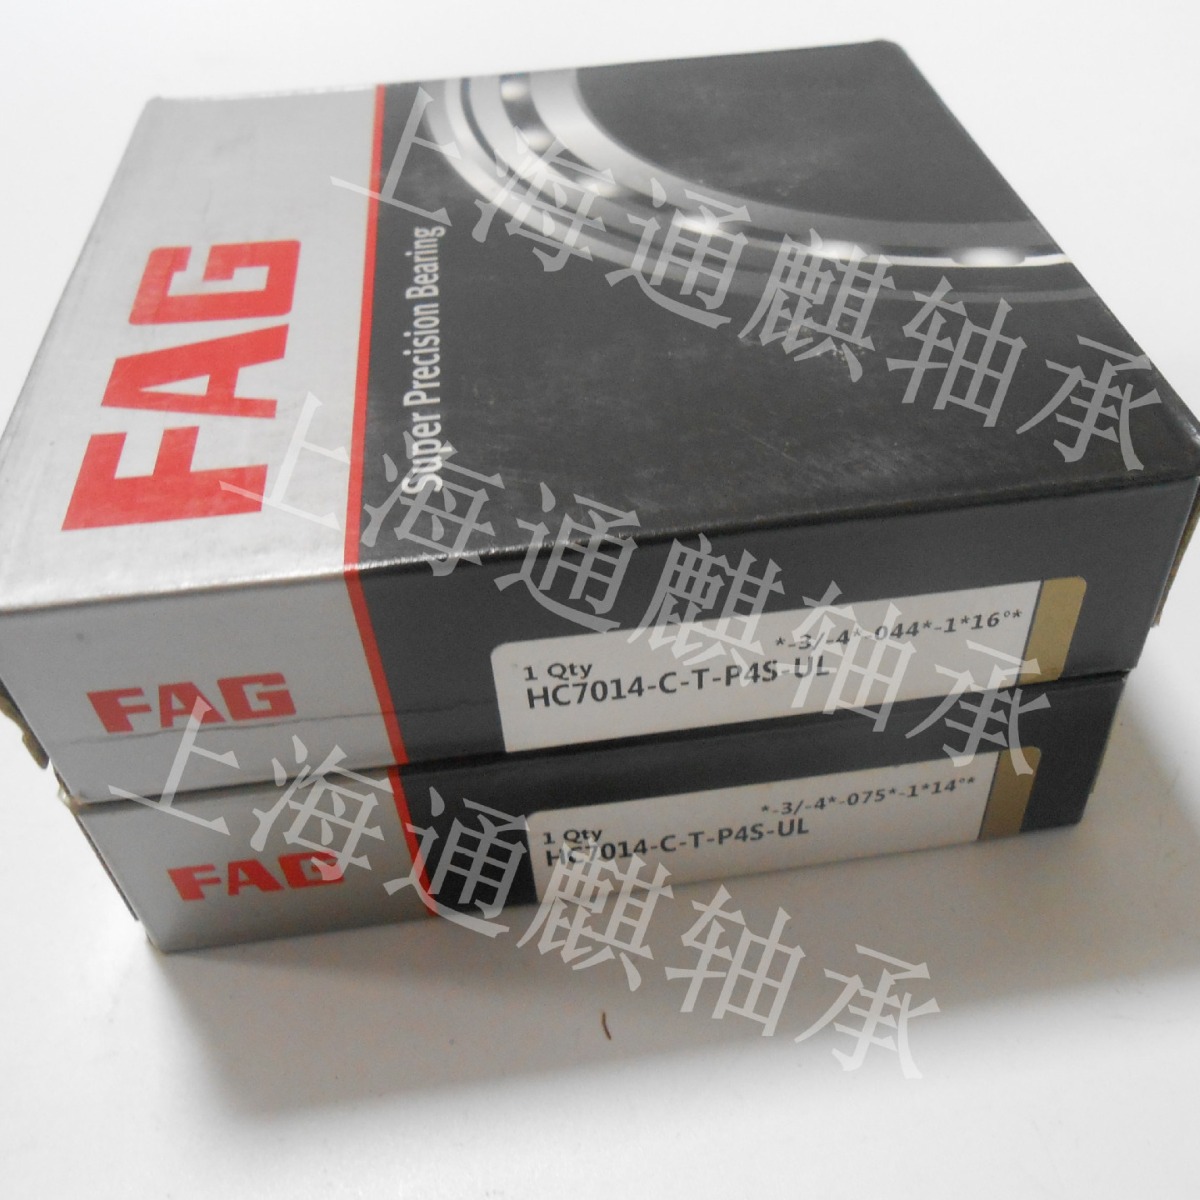 FAG
Super Precision Bearing
上海通麒轴承
上海通麒轴承
FAG
*-3/-4*-044*-1*16°*
1 Qty
HC7014-C-T-P4S-UL
上海通麒轴承
FAG
*-3/-4*-075*-1*14°*
1 Qty
HC7014-C-T-P4S-UL